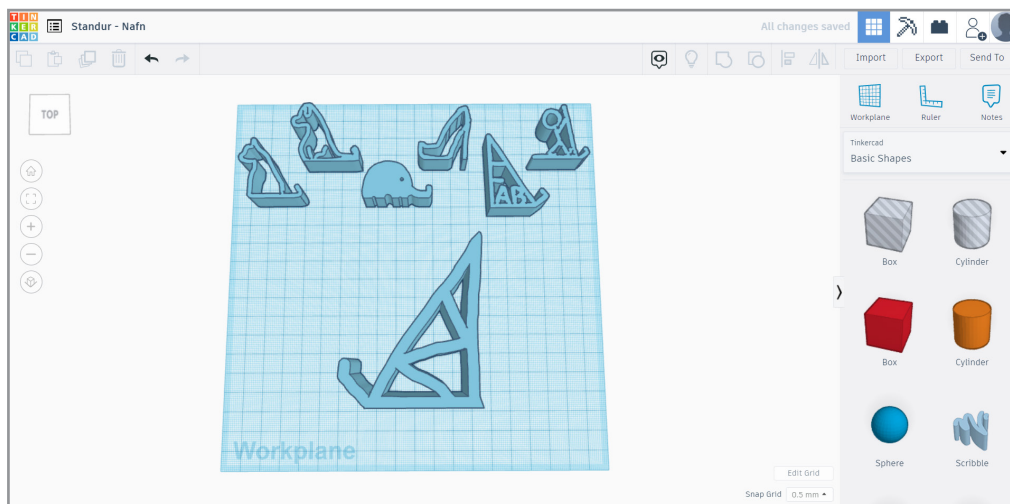 TIN
KER
CAD
Standur - Nafn
All changes saved
Import
Export
Send To
TOP
Workplane
Ruler
Notes
Tinkercad
Basic Shapes
FAB
Box
Cylinder
Box
Cylinder
Sphere
Scribble
Workplane
Edit Grid
Snap Grid 0.5 mm